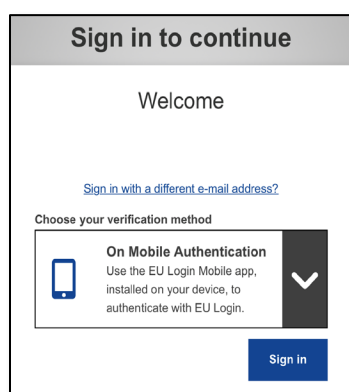 Sign in to continue
Welcome
Sign in with a different e-mail address?
Choose your verification method
On Mobile Authentication
Use the EU Login Mobile app,
installed on your device, to
authenticate with EU Login.
Sign in